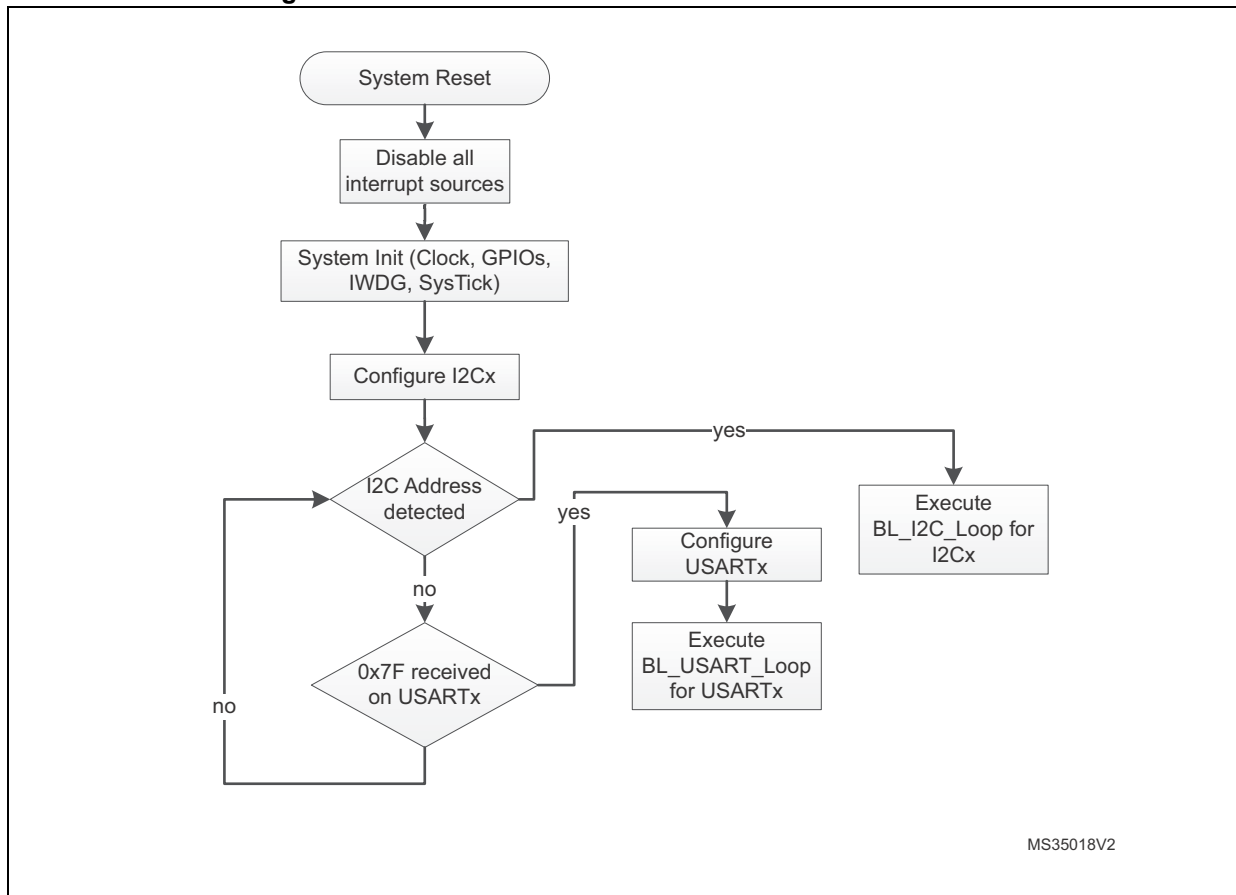 System Reset
Disable all
interrupt sources
System Init (Clock, GPIOs,
IWDG, SysTick)
Configure I2Cx
yes
I2C Address
detected
yes
Execute
BL_I2C_Loop for
I2Cx
Configure
USARTx
no
Execute
BL_USART_Loop
for USARTx
0x7F received
on USARTx
no
MS35018V2